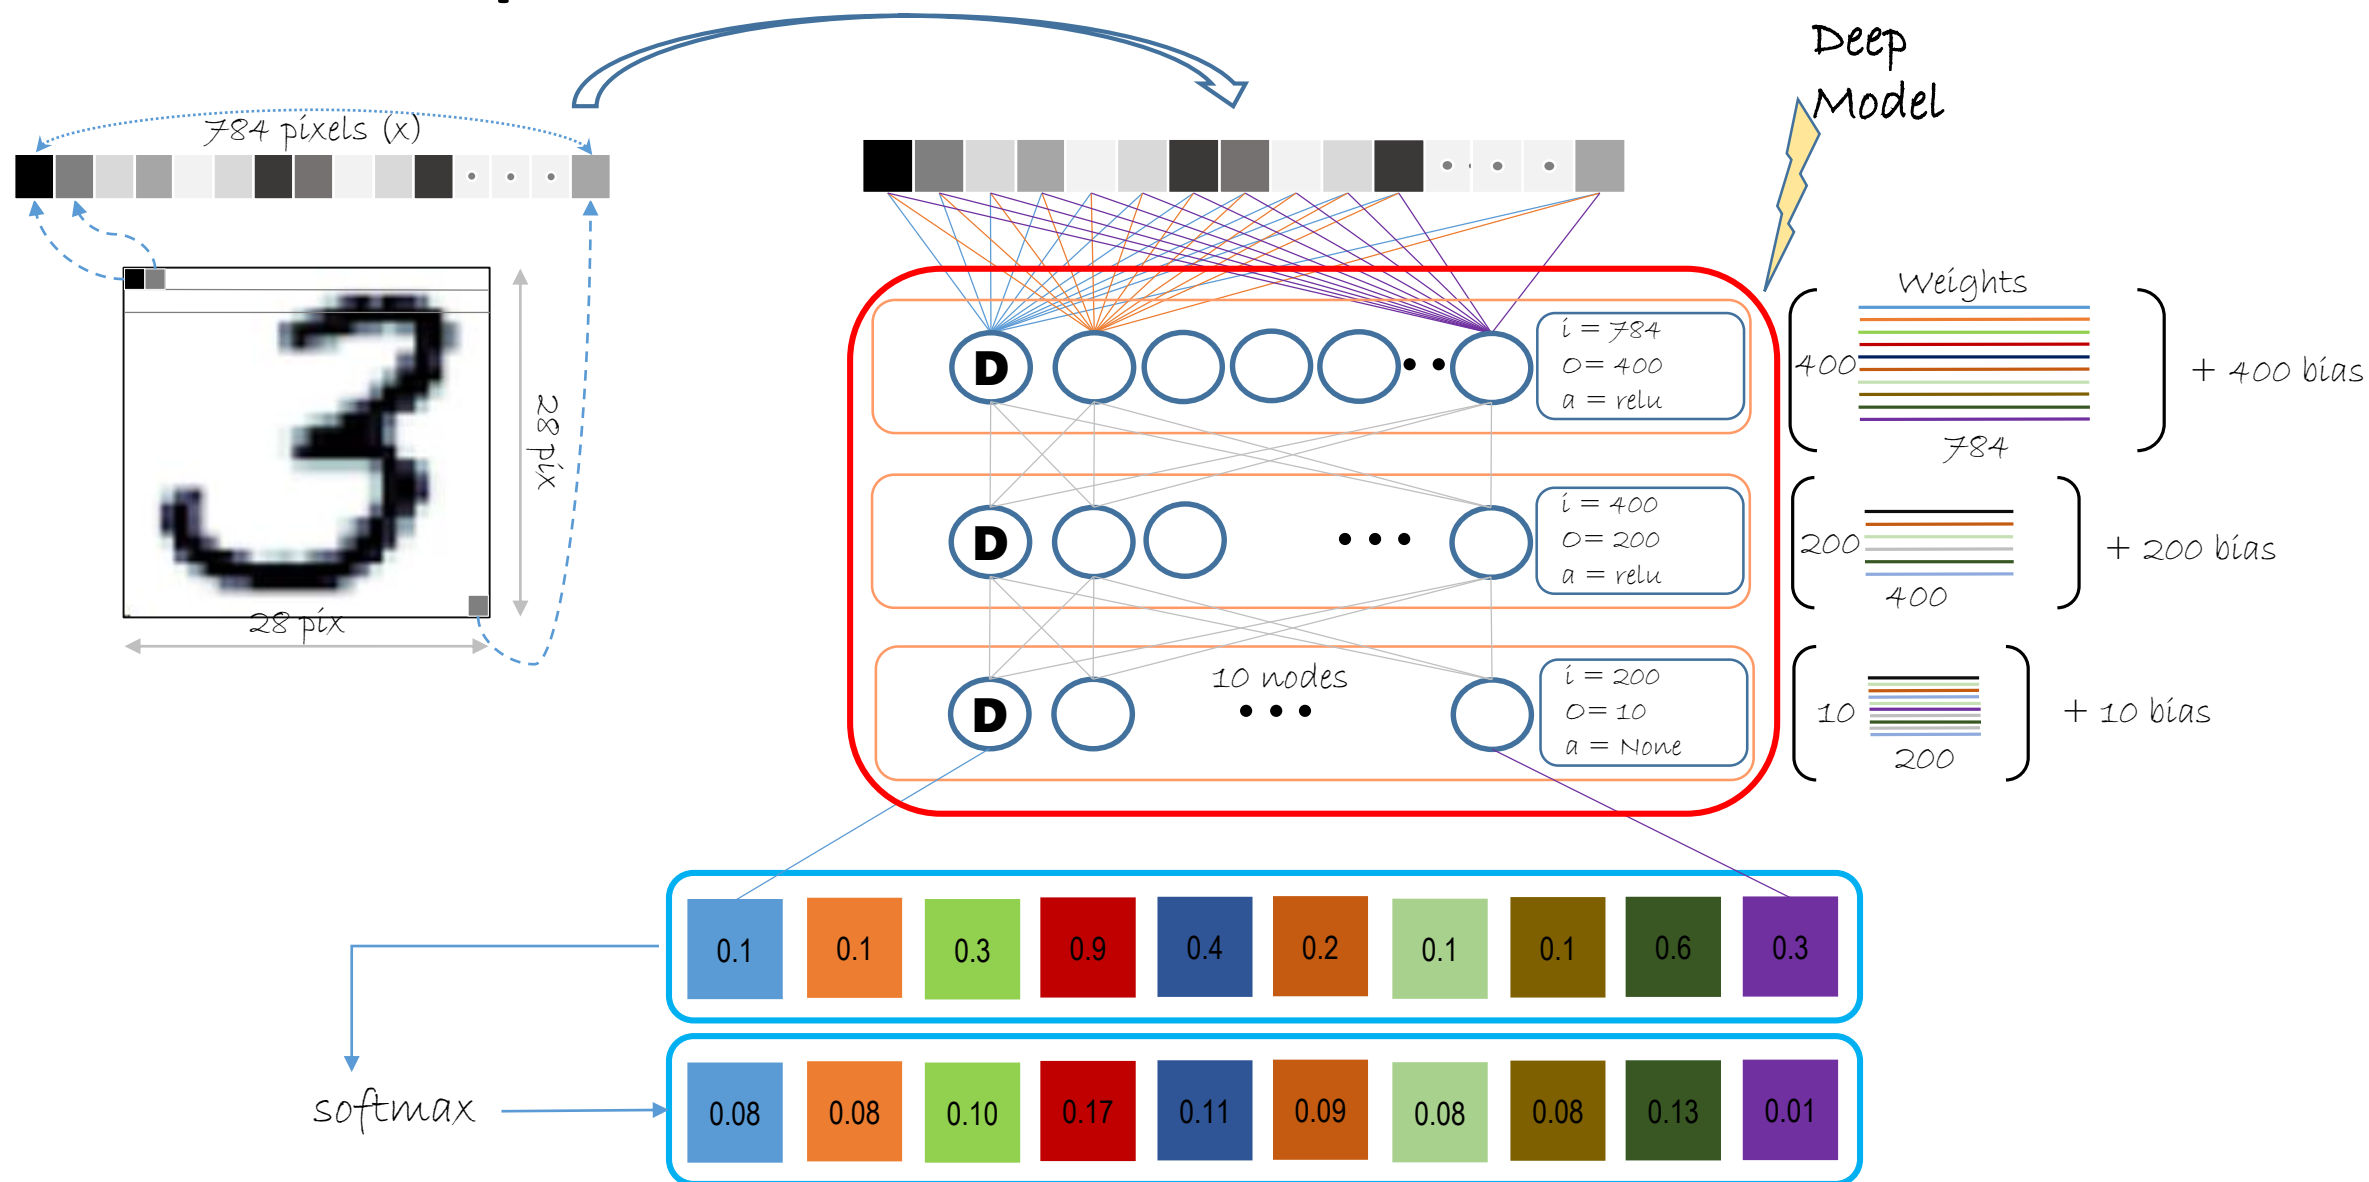 Deep
Model
784 pixels (x)
28 pix
28 pix
D
i = 784
O= 400
a = relu
D
i = 400
O= 200
a = relu
10 nodes
D
i = 200
O= 10
a = None
Weights
400
784
+ 400 bias
200
400
+ 200 bias
10
200
+ 10 bias
0.1 0.1 0.3 0.9 0.4 0.2 0.1 0.1 0.6 0.3
softmax
0.08 0.08 0.10 0.17 0.11 0.09 0.08 0.08 0.13 0.01